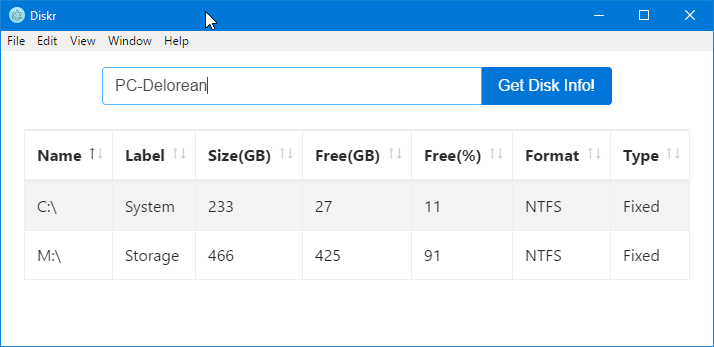 Diskr
File Edit View Window Help
PC-Delorean Get Disk Info!
Name Label Size(GB) Free(GB) Free(%) Format Type
C:\ System 233 27 11 NTFS Fixed
M:\ Storage 466 425 91 NTFS Fixed